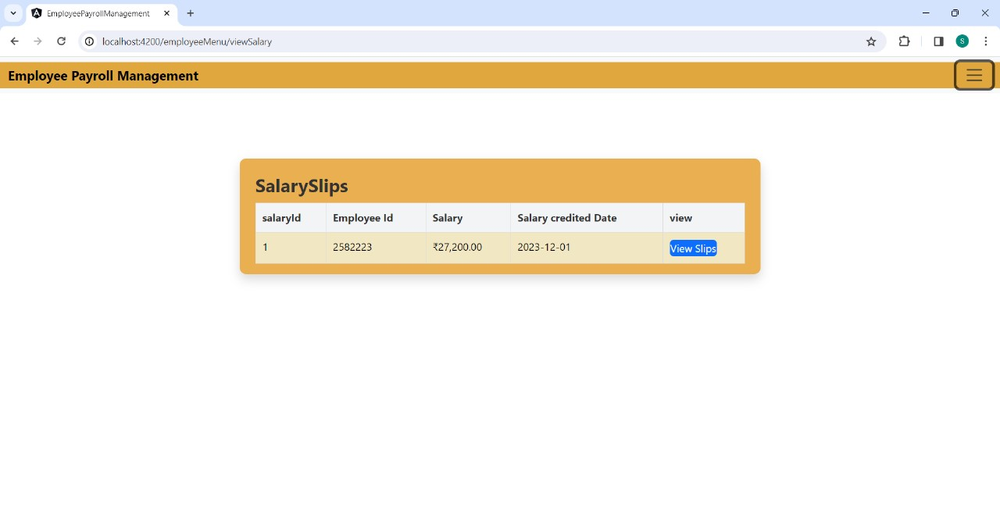 EmployeePayrollManagement
localhost:4200/employeeMenu/viewSalary
S
Employee Payroll Management
SalarySlips
salaryId Employee Id Salary Salary credited Date view
1 2582223 ₹27,200.00 2023-12-01 View Slips